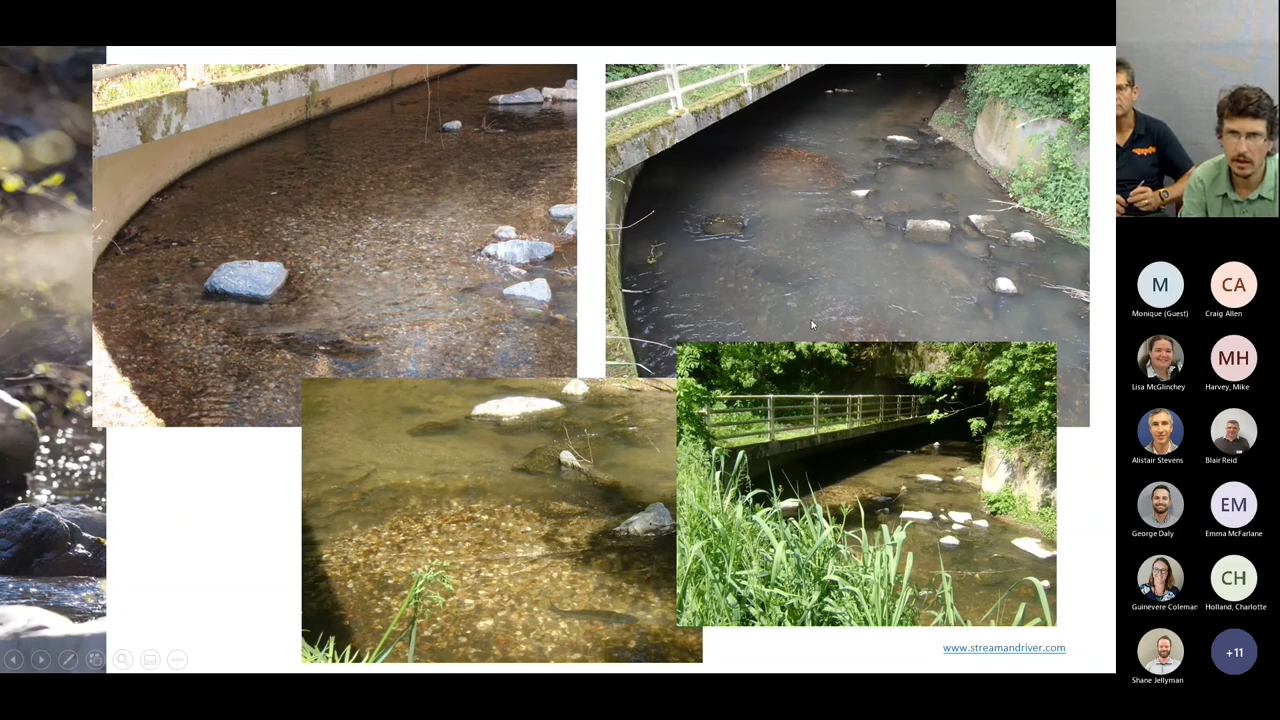 M
CA
Monique (Guest)
Craig Allen
MH
Lisa McGlinchey
Harvey, Mike
Alistair Stevens
Blair Reid
EM
George Daly
Emma McFarlane
CH
Guinevere Coleman
Holland, Charlotte
+11
Shane Jellyman
www.streamandriver.com